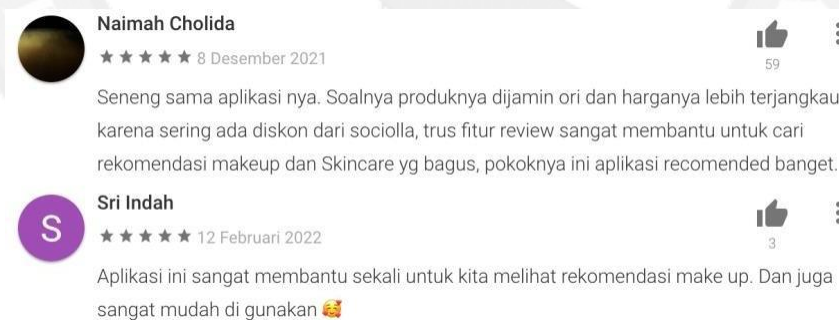 Naimah Cholida
★★★★★ 8 Desember 2021
59
Seneng sama aplikasi nya. Soalnya produknya dijamin ori dan harganya lebih terjangkau
karena sering ada diskon dari sociolla, trus fitur review sangat membantu untuk cari
rekomendasi makeup dan Skincare yg bagus, pokoknya ini aplikasi recomended banget.
S
Sri Indah
★★★★★ 12 Februari 2022
3
Aplikasi ini sangat membantu sekali untuk kita melihat rekomendasi make up. Dan juga
sangat mudah di gunakan 🥰